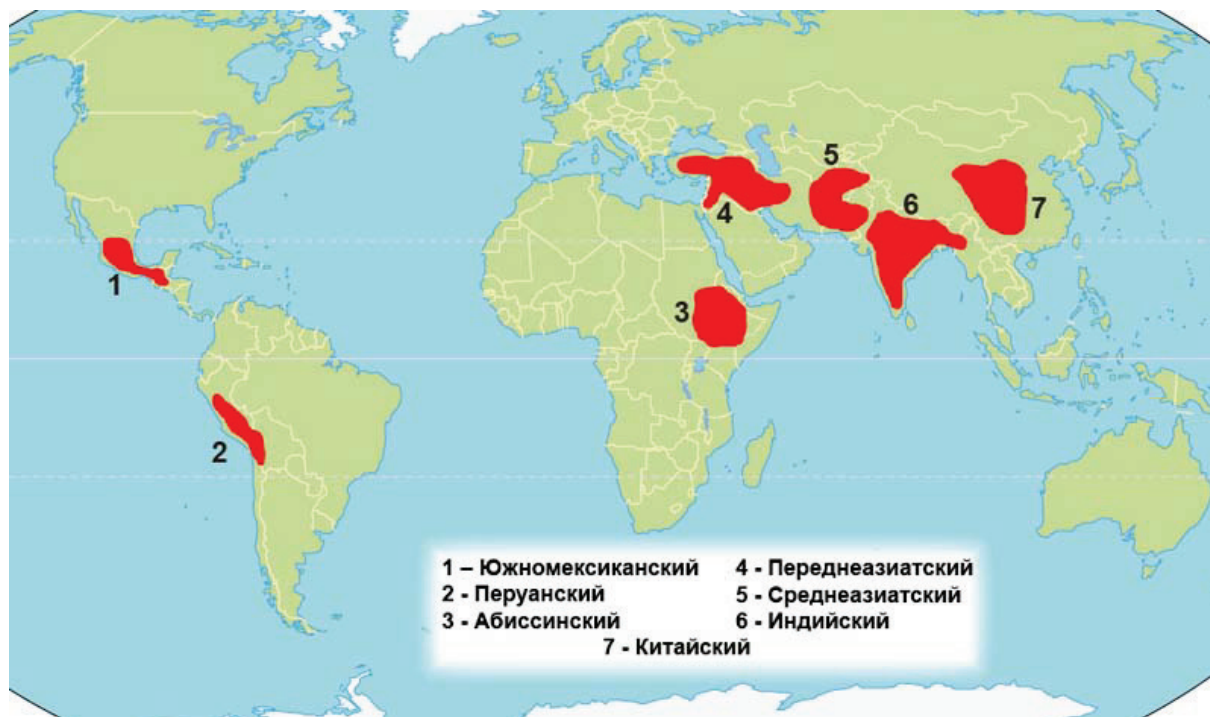 5
6
7
4
1
3
2
1 – Южномексиканский
2 - Перуанский
3 - Абиссинский
4 - Переднеазиатский
5 - Среднеазиатский
6 - Индийский
7 - Китайский